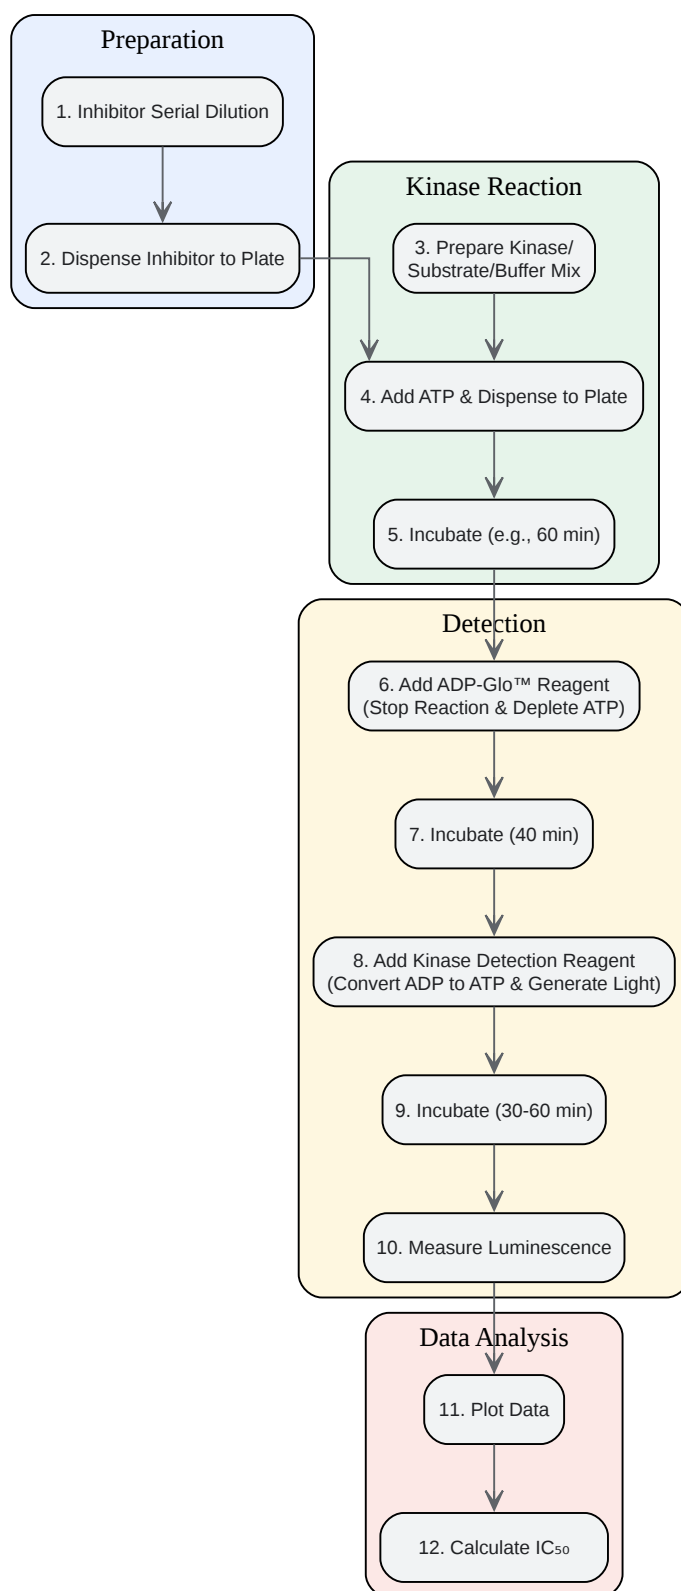 Preparation
1. Inhibitor Serial Dilution
2. Dispense Inhibitor to Plate
Kinase Reaction
3. Prepare Kinase/
Substrate/Buffer Mix
4. Add ATP & Dispense to Plate
5. Incubate (e.g., 60 min)
Detection
6. Add ADP-Glo™ Reagent
(Stop Reaction & Deplete ATP)
7. Incubate (40 min)
8. Add Kinase Detection Reagent
(Convert ADP to ATP & Generate Light)
9. Incubate (30-60 min)
10. Measure Luminescence
Data Analysis
11. Plot Data
12. Calculate IC₅₀